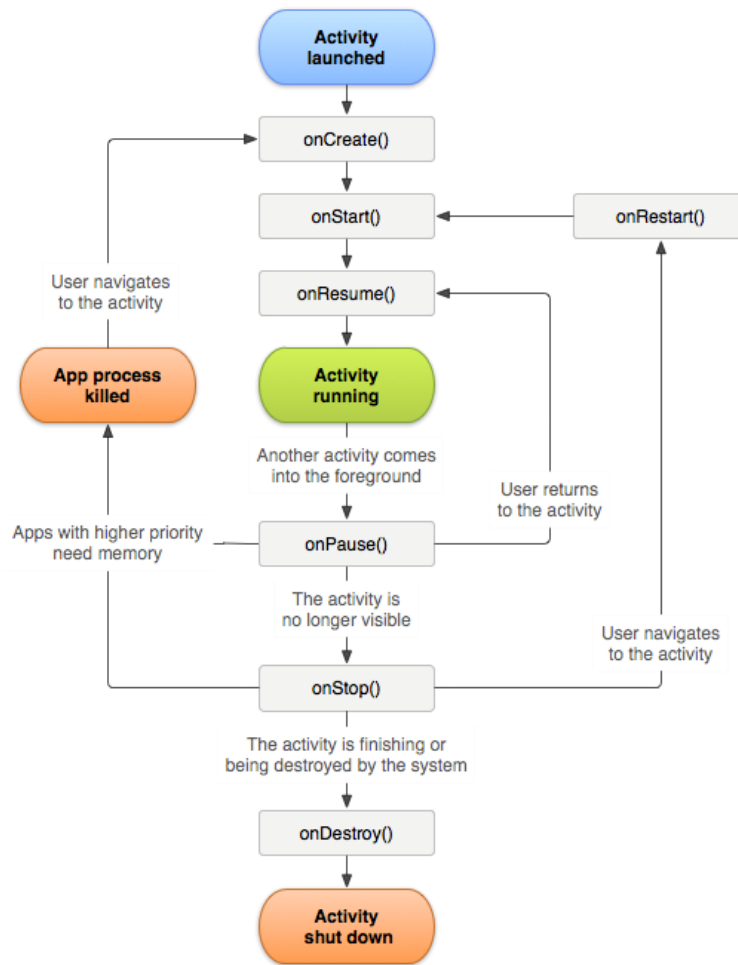 Activity
launched
onCreate()
onStart()
onRestart()
User navigates
to the activity
onResume()
App process
killed
Activity
running
Another activity comes
into the foreground
User returns
to the activity
Apps with higher priority
need memory
onPause()
The activity is
no longer visible
User navigates
to the activity
onStop()
The activity is finishing or
being destroyed by the system
onDestroy()
Activity
shut down